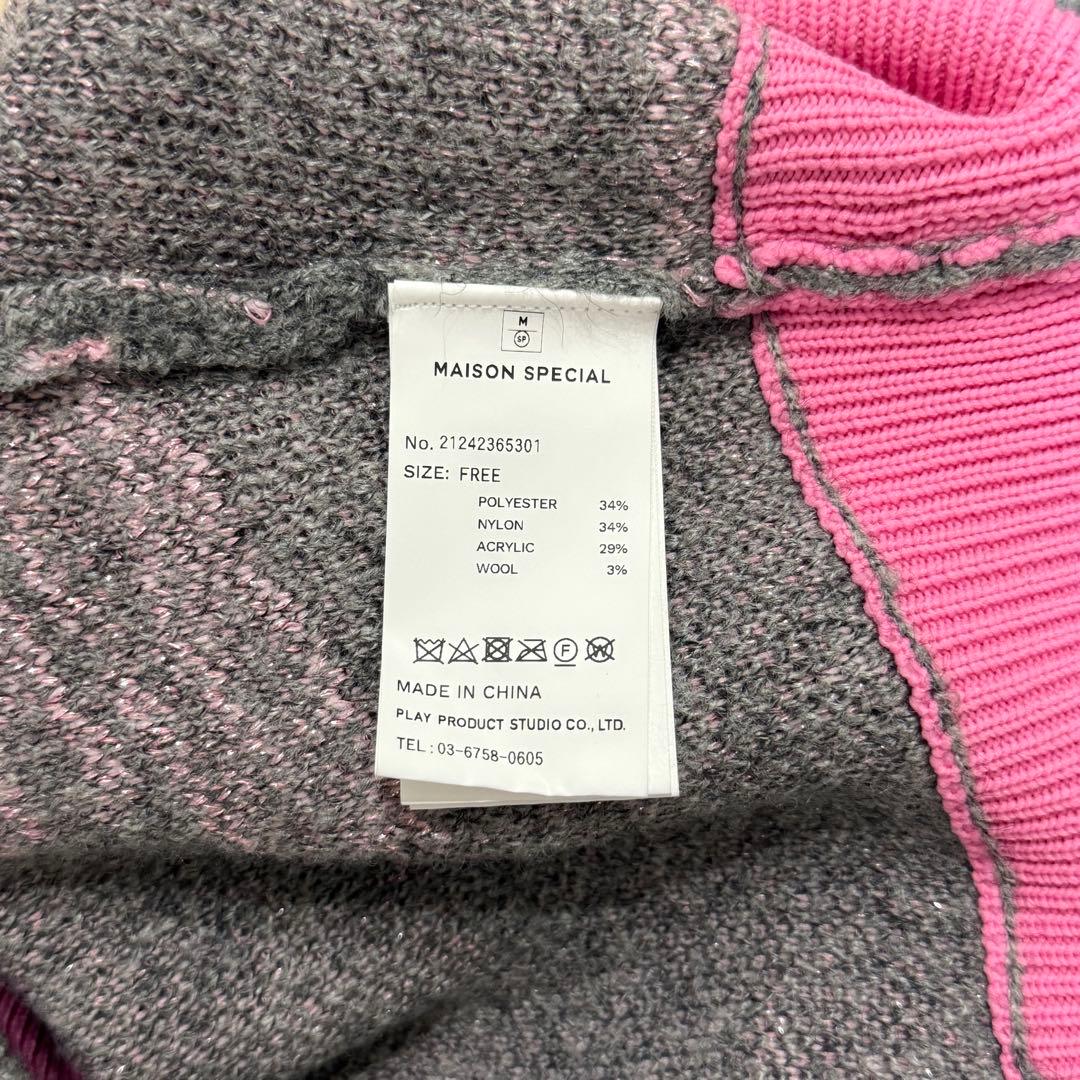 M
SP
MAISON SPECIAL
No. 21242365301
SIZE: FREE
POLYESTER 34%
NYLON 34%
ACRYLIC 29%
WOOL 3%
F W
MADE IN CHINA
PLAY PRODUCT STUDIO CO., LTD.
TEL : 03-6758-0605